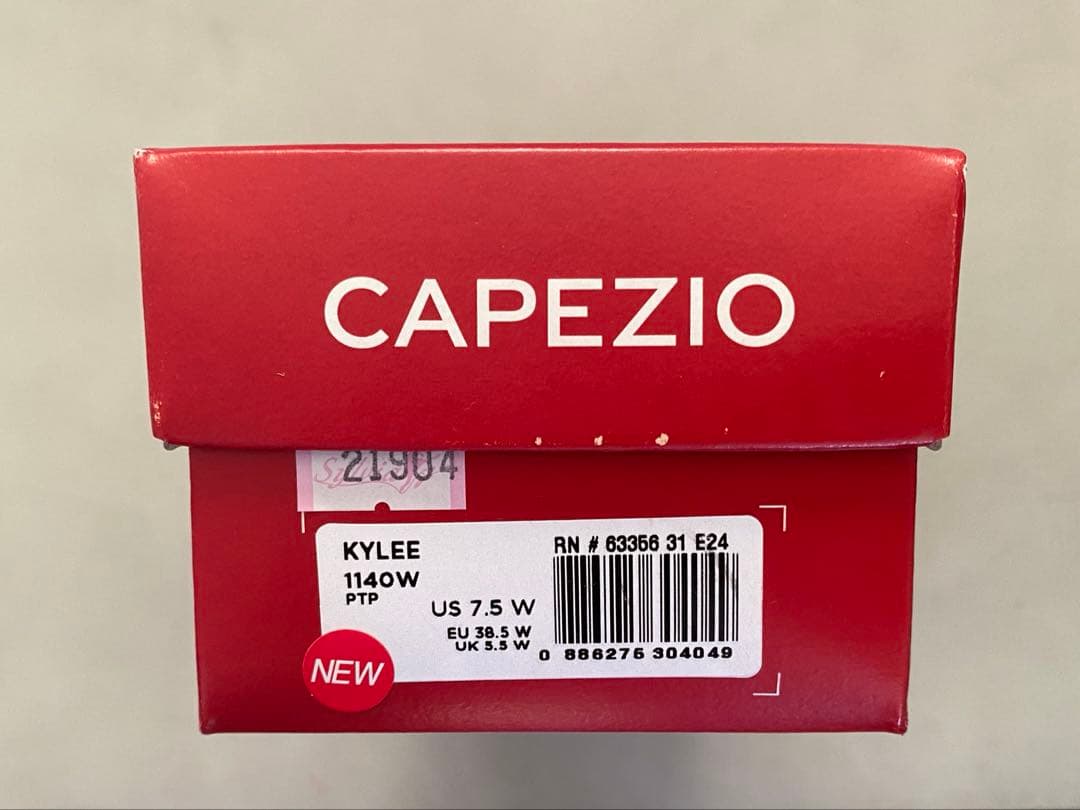 CAPEZIO
21904
KYLEE
1140W
PTP
US 7.5 W
EU 38.5 W
UK 5.5 W
RN # 63356 31 E24
0 886276 304049
NEW